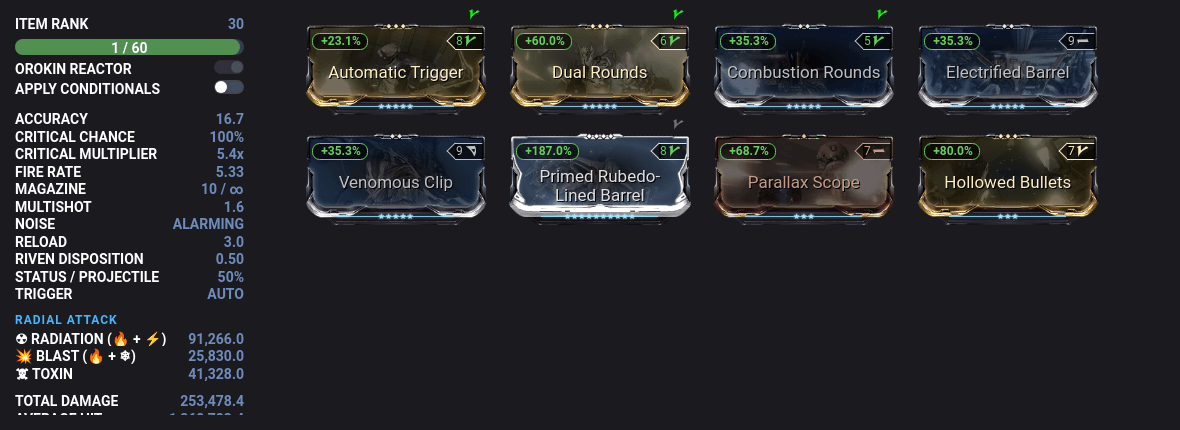 ITEM RANK 30
1 / 60
OROKIN REACTOR
APPLY CONDITIONALS
ACCURACY 16.7
CRITICAL CHANCE 100%
CRITICAL MULTIPLIER 5.4x
FIRE RATE 5.33
MAGAZINE 10 / ∞
MULTISHOT 1.6
NOISE ALARMING
RELOAD 3.0
RIVEN DISPOSITION 0.50
STATUS / PROJECTILE 50%
TRIGGER AUTO
RADIAL ATTACK
☢ RADIATION (🔥 + ⚡) 91,266.0
💥 BLAST (🔥 + ❄) 25,830.0
☠ TOXIN 41,328.0
TOTAL DAMAGE 253,478.4
+23.1% 8
Automatic Trigger
+60.0% 6
Dual Rounds
+35.3% 5
Combustion Rounds
+35.3% 9
Electrified Barrel
+35.3% 9
Venomous Clip
+187.0% 8
Primed Rubedo-
Lined Barrel
+68.7% 7
Parallax Scope
+80.0% 7
Hollowed Bullets